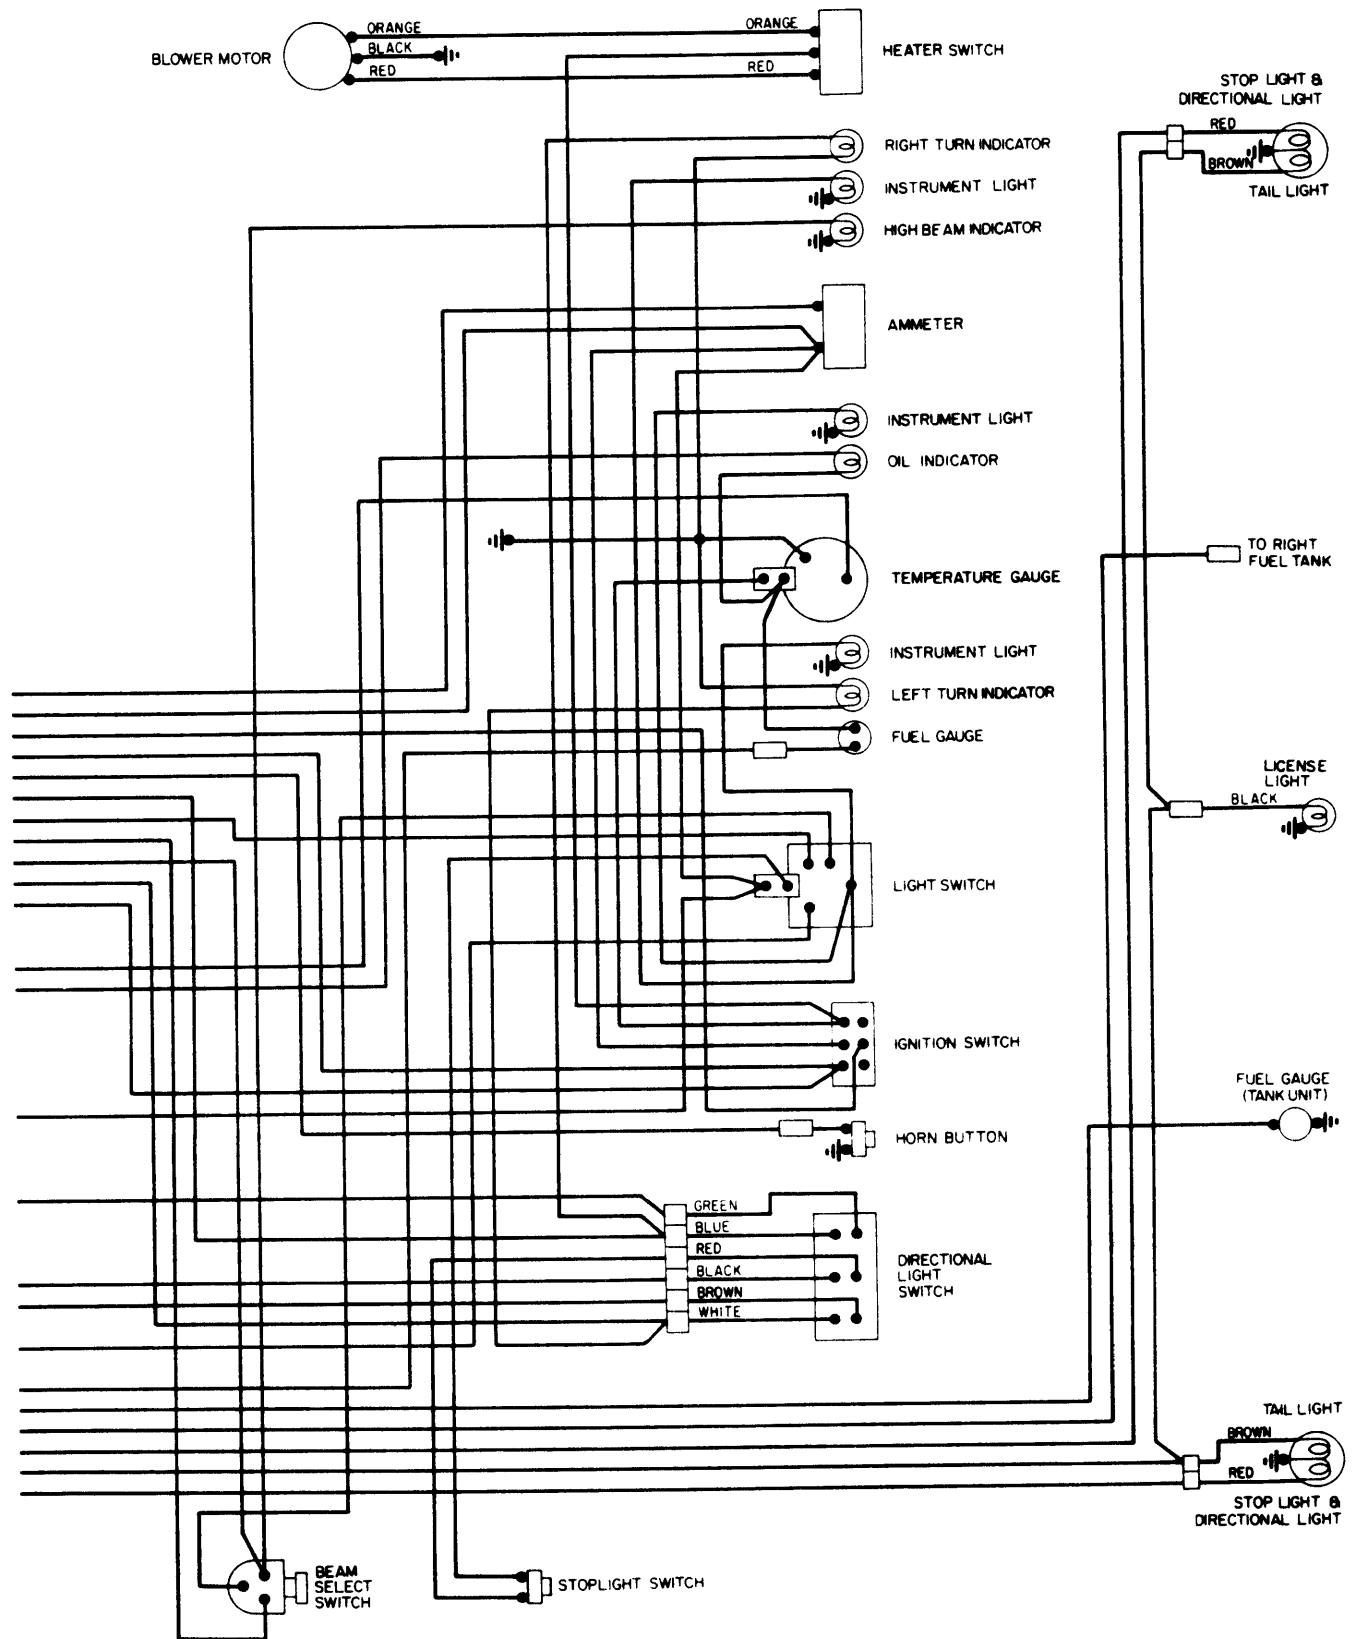 ORANGE
ORANGE
BLOWER MOTOR
BLACK
HEATER SWITCH
RED
RED
STOP LIGHT &
DIRECTIONAL LIGHT
RED
BROWN
TAIL LIGHT
RIGHT TURN INDICATOR
INSTRUMENT LIGHT
HIGH BEAM INDICATOR
AMMETER
INSTRUMENT LIGHT
OIL INDICATOR
TO RIGHT
FUEL TANK
TEMPERATURE GAUGE
INSTRUMENT LIGHT
LEFT TURN INDICATOR
FUEL GAUGE
LICENSE
LIGHT
BLACK
LIGHT SWITCH
IGNITION SWITCH
FUEL GAUGE
(TANK UNIT)
HORN BUTTON
GREEN
BLUE
RED
BLACK
BROWN
WHITE
DIRECTIONAL
LIGHT
SWITCH
TAIL LIGHT
BROWN
RED
STOP LIGHT &
DIRECTIONAL LIGHT
BEAM
SELECT
SWITCH
STOPLIGHT SWITCH